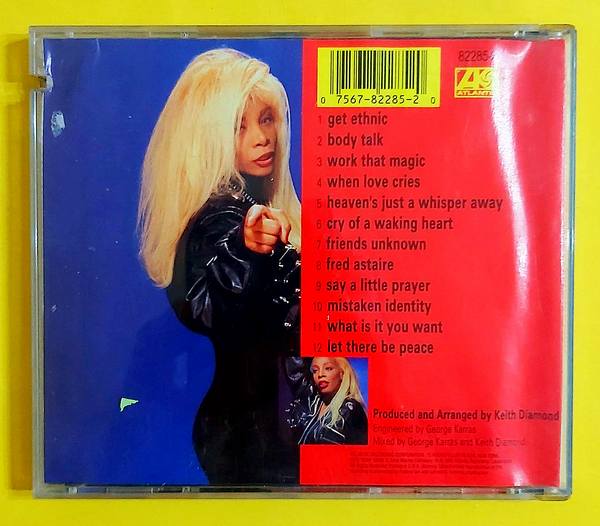 82285-2
ATLANTIC
0 7567-82285-2 0
1 get ethnic
2 body talk
3 work that magic
4 when love cries
5 heaven's just a whisper away
6 cry of a waking heart
7 friends unknown
8 fred astaire
9 say a little prayer
10 mistaken identity
11 what is it you want
12 let there be peace
Produced and Arranged by Keith Diamond
Engineered by George Karras
Mixed by George Karras and Keith Diamond